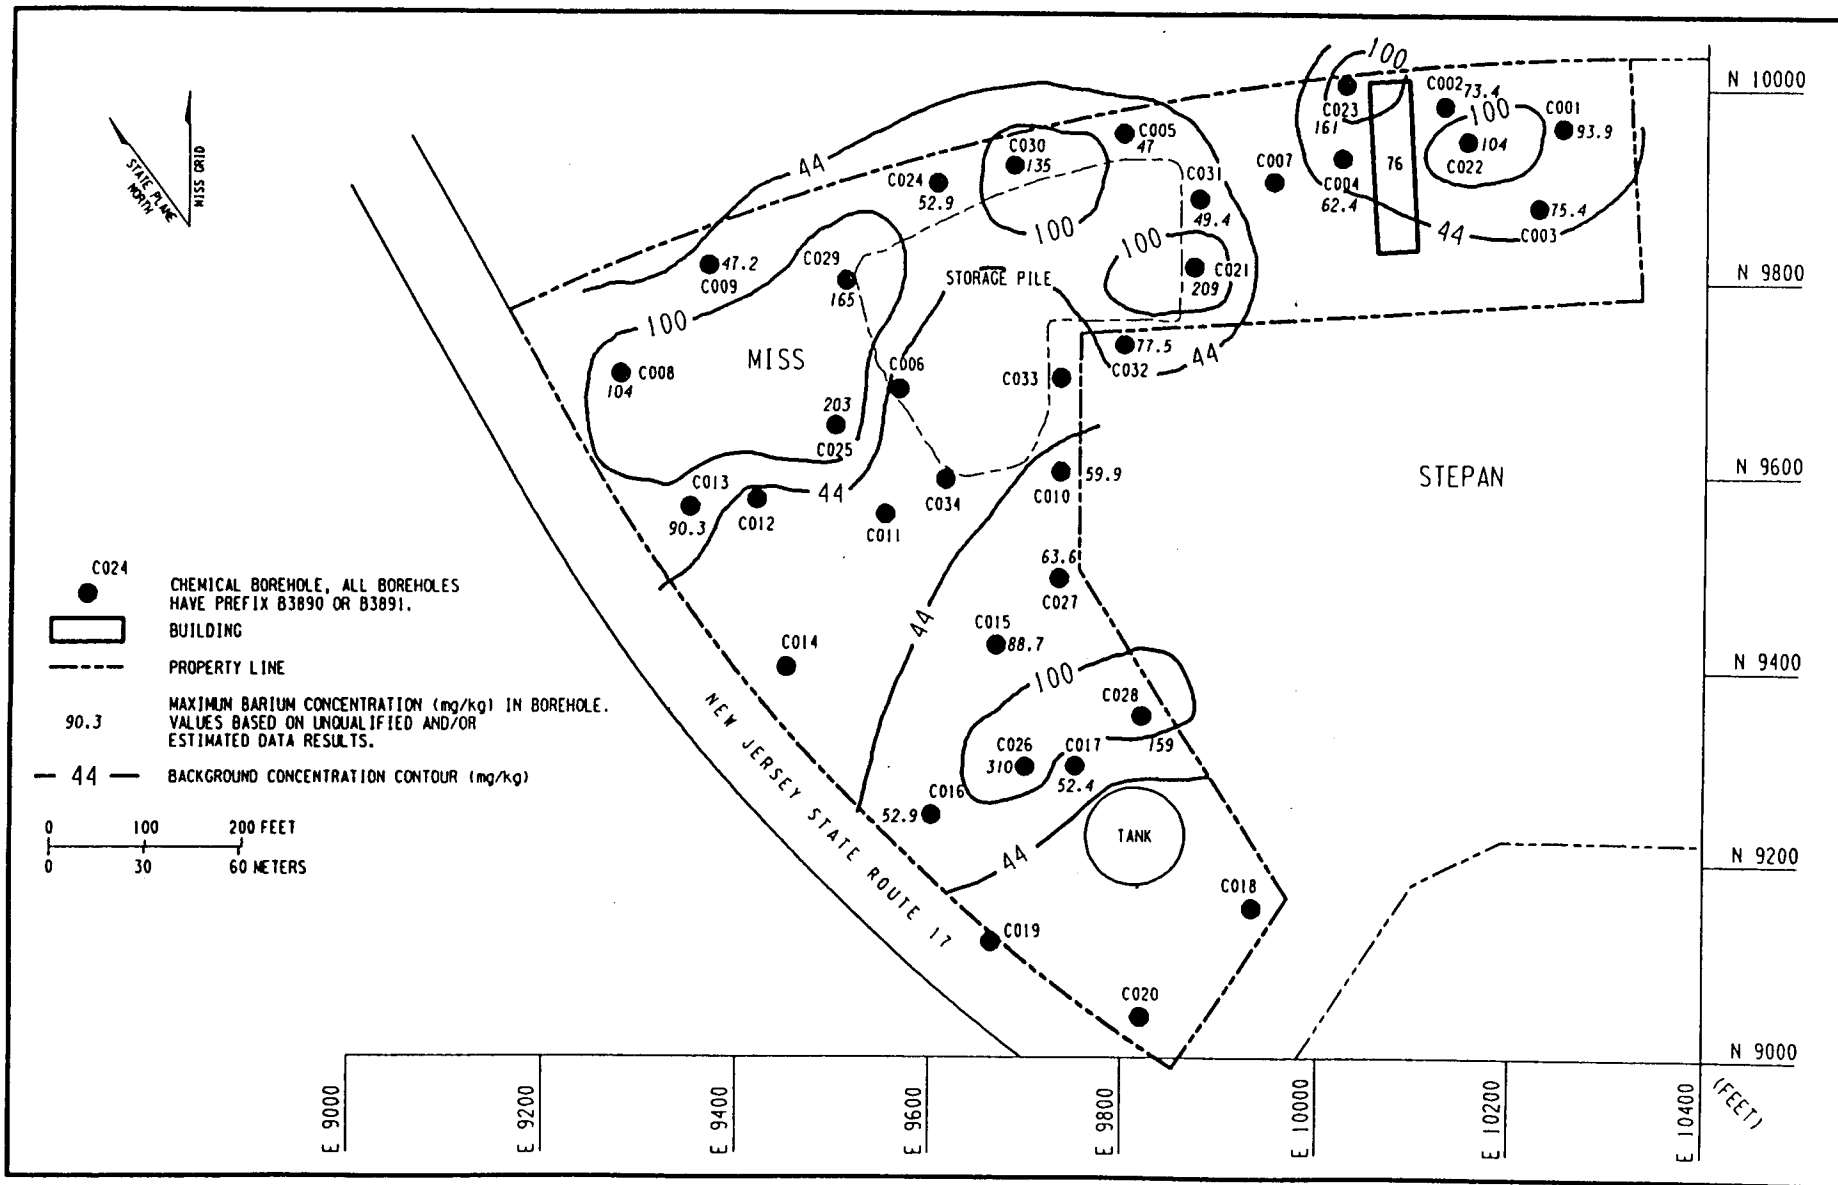 100
N 10000
C002
73.4
C001
93.9
C023
161
100
104
C022
C005
47
C030
135
C007
C004
62.4
76
STATE PLANE
NORTH
MISS GRID
44
C024
52.9
C031
49.4
75.4
C003
44
100
100
C009
47.2
C029
165
STORAGE PILE
C021
209
N 9800
100
MISS
C008
104
C006
C033
77.5
C032
44
203
C025
C013
90.3
C012
44
C011
C034
C010
59.9
STEPAN
N 9600
63.6
C027
C024
CHEMICAL BOREHOLE, ALL BOREHOLES
HAVE PREFIX B3890 OR B3891.
BUILDING
PROPERTY LINE
90.3
MAXIMUN BARIUM CONCENTRATION (mg/kg) IN BOREHOLE.
VALUES BASED ON UNQUALIFIED AND/OR
ESTIMATED DATA RESULTS.
44
BACKGROUND CONCENTRATION CONTOUR (mg/kg)
0 100 200 FEET
0 30 60 METERS
C014
44
C015
88.7
N 9400
100
C028
159
C026
310
C017
52.4
C016
52.9
NEW JERSEY STATE ROUTE 17
44
TANK
N 9200
C018
C019
C020
N 9000
(FEET)
E 9000
E 9200
E 9400
E 9600
E 9800
E 10000
E 10200
E 10400